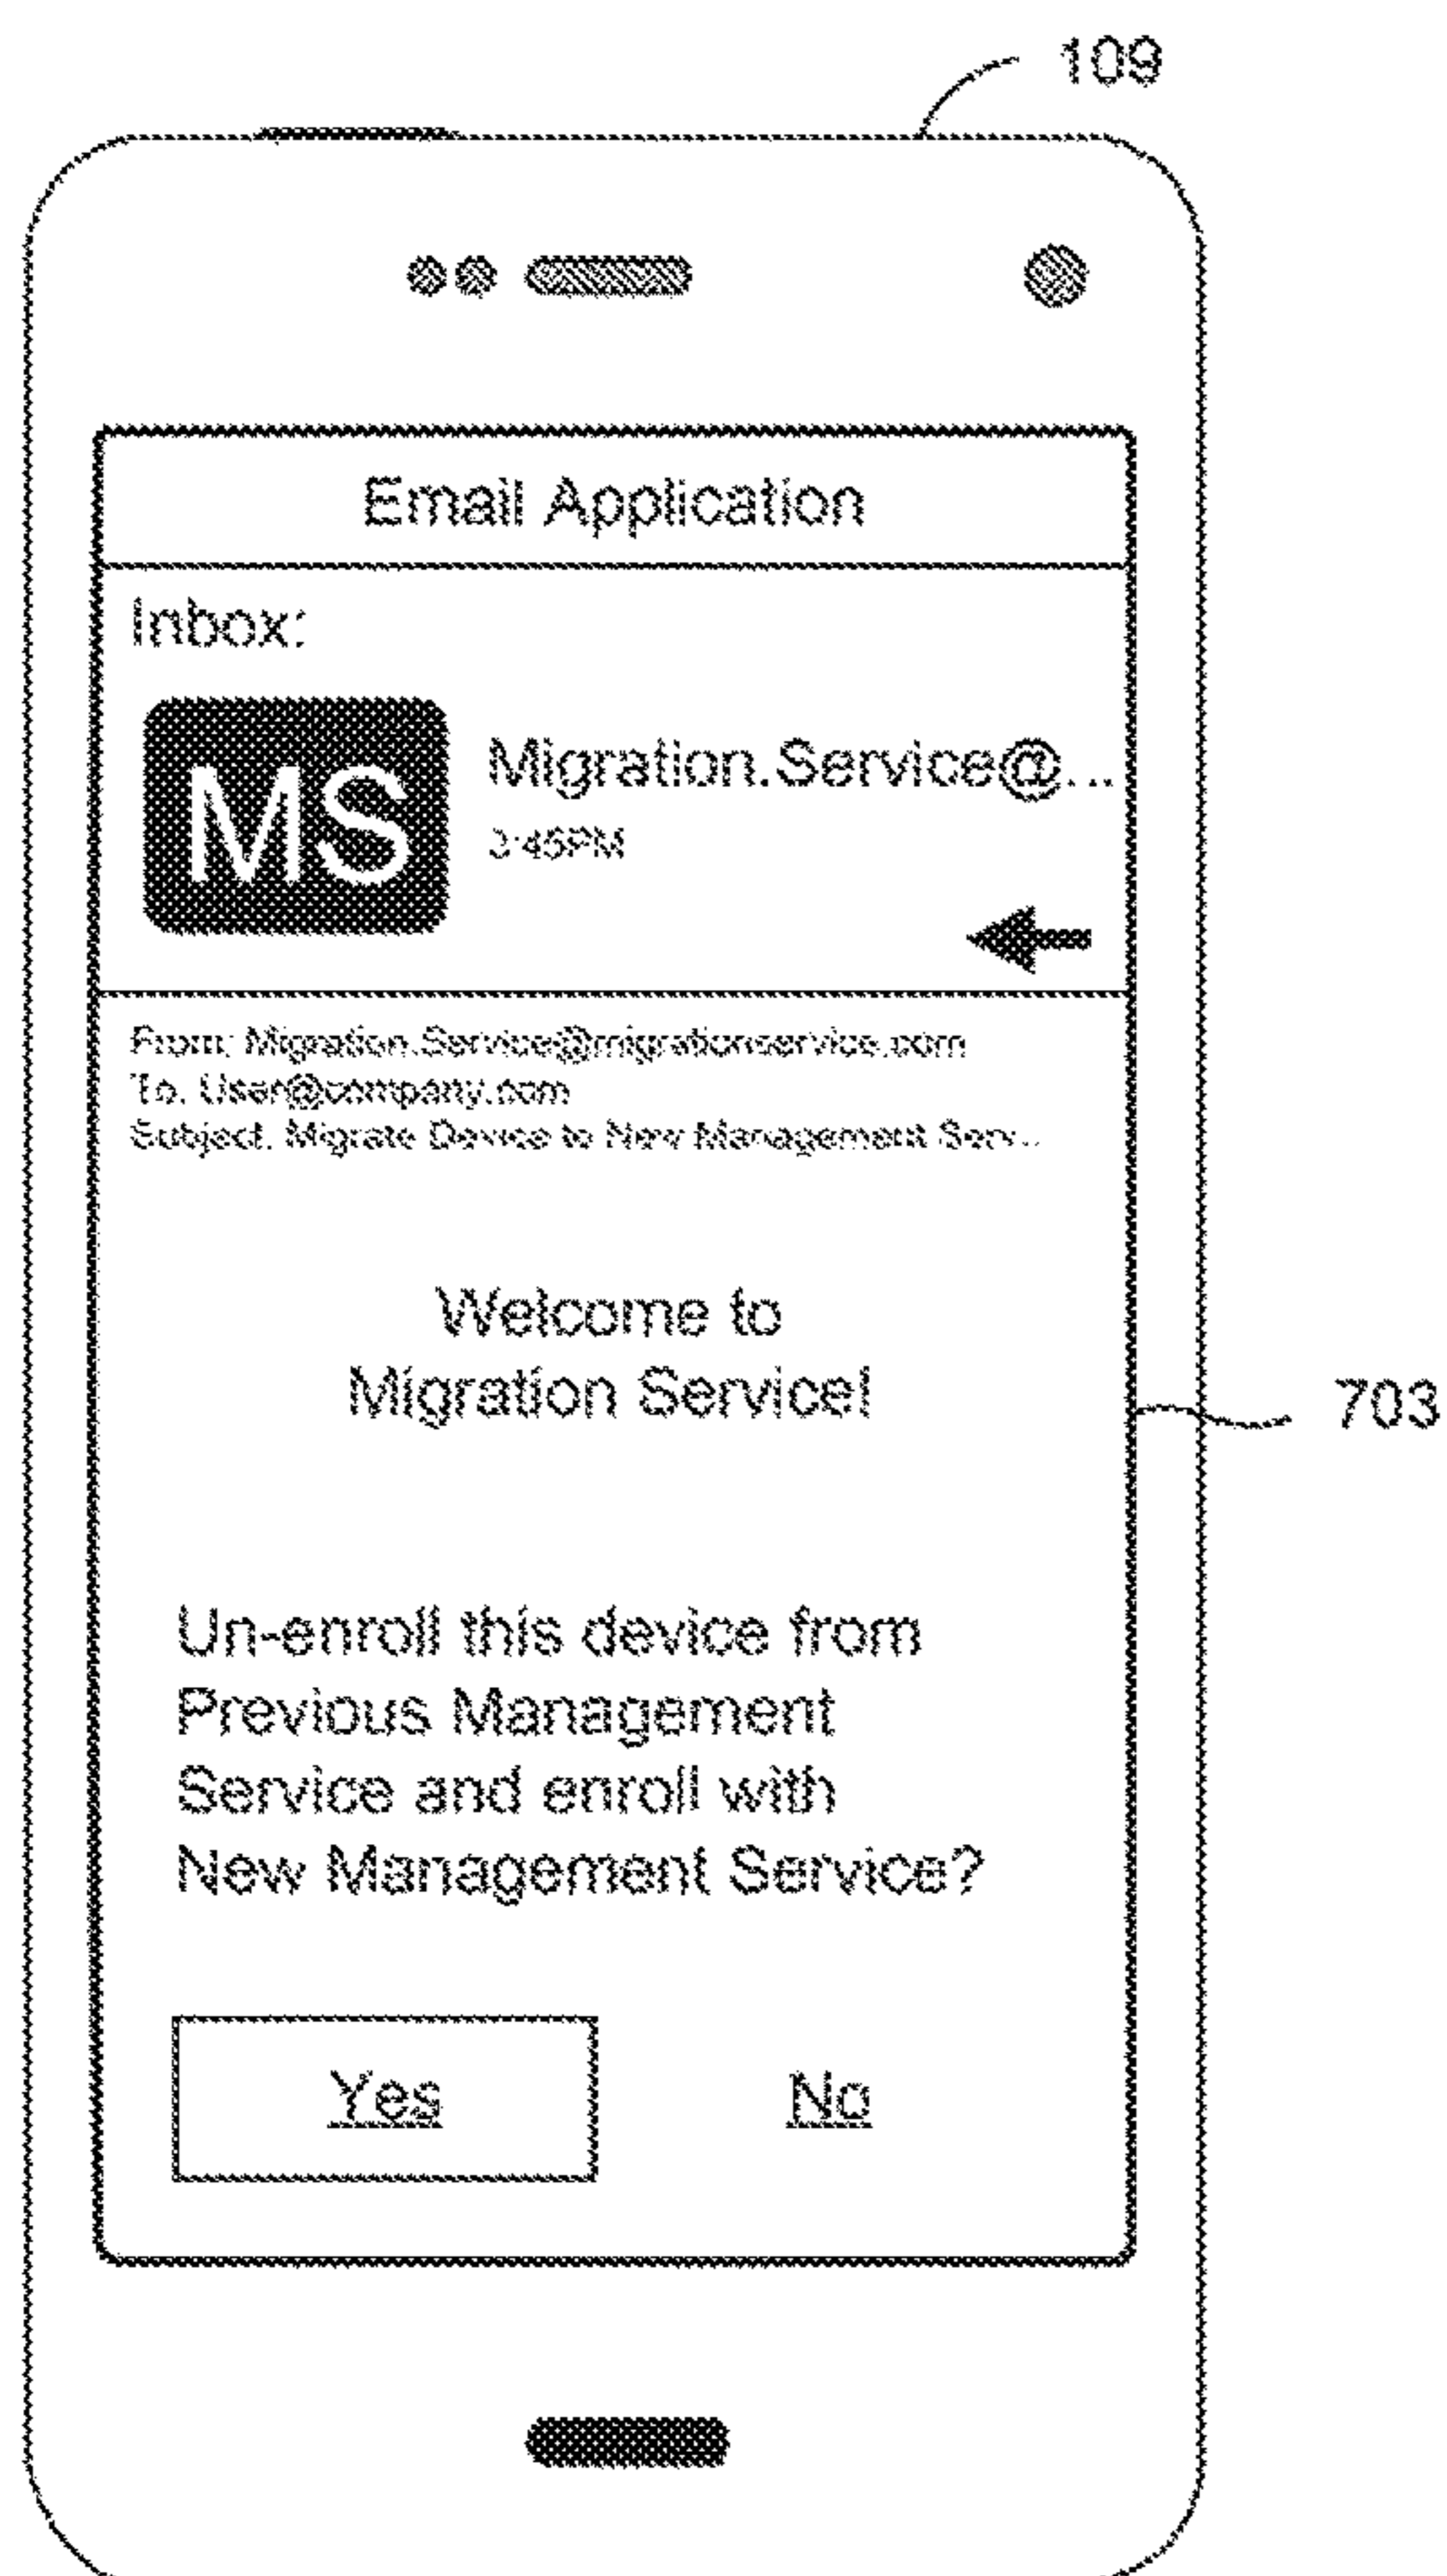 109
Email Application
Inbox:
MS
Migration.Service@...
3:45PM
From: Migration.Service@migrationservice.com
To: User@company.com
Subject: Migrate Device to New Management Serv...
Welcome to
Migration Service!
703
Un-enroll this device from
Previous Management
Service and enroll with
New Management Service?
Yes No